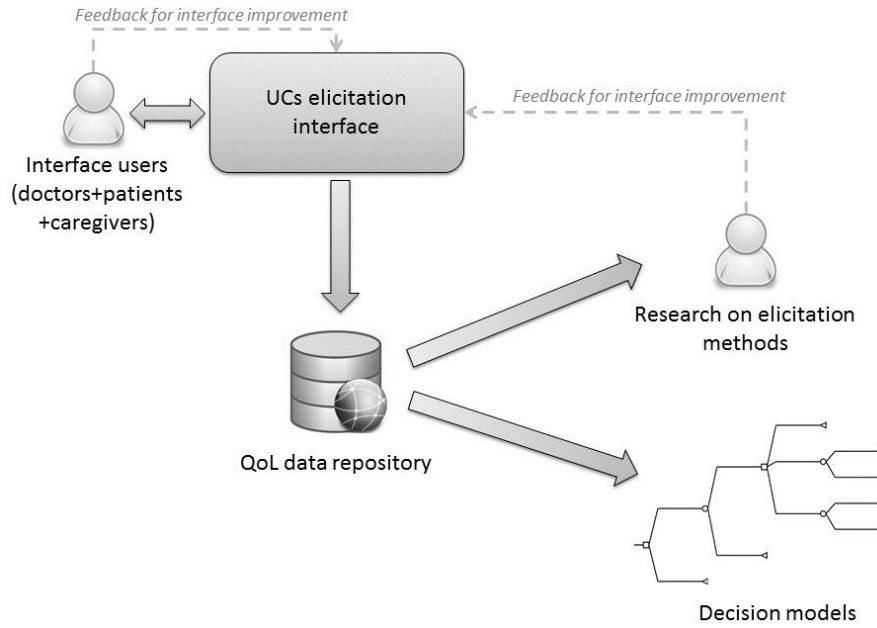 Feedback for interface improvement
UCs elicitation
interface
Feedback for interface improvement
Interface users
(doctors+patients
+caregivers)
Research on elicitation
methods
QoL data repository
Decision models